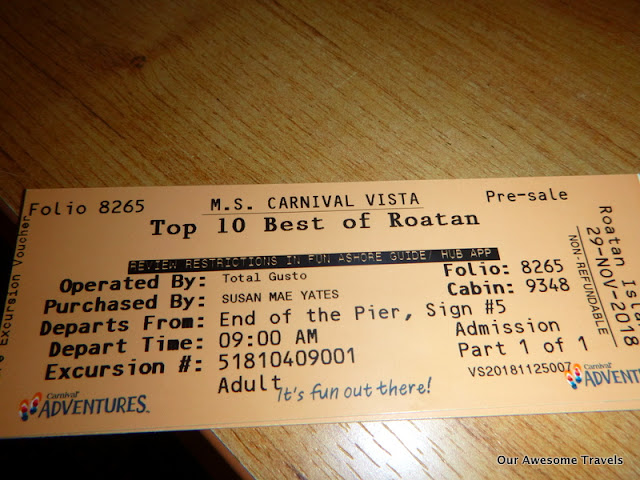 M.S. CARNIVAL VISTA
Folio 8265
Pre-sale
Top 10 Best of Roatan
REVIEW RESTRICTIONS IN FUN ASHORE GUIDE/ HUB APP
Operated By: Total Gusto
Folio: 8265
Purchased By: SUSAN MAE YATES
Cabin: 9348
Departs From: End of the Pier, Sign #5
Depart Time: 09:00 AM
Admission
Excursion #: 51810409001
Part 1 of 1
Adult
VS20181125007
It's fun out there!
Carnival
ADVENTURES
Excursion Voucher
Roatan
29-NOV-2018
NON-REFUNDABLE
Carnival
Our Awesome Travels